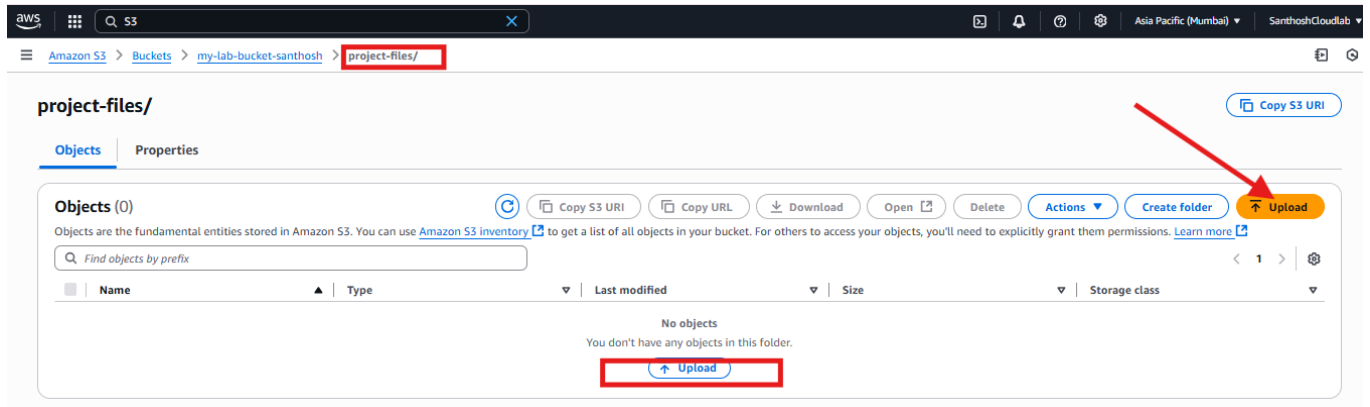 aws S3 Asia Pacific (Mumbai) SanthoshCloudlab
Amazon S3 > Buckets > my-lab-bucket-santhosh > project-files/
project-files/
Copy S3 URI
Objects Properties
Objects (0) Copy S3 URI Copy URL Download Open Delete Actions Create folder Upload
Objects are the fundamental entities stored in Amazon S3. You can use Amazon S3 inventory to get a list of all objects in your bucket. For others to access your objects, you'll need to explicitly grant them permissions. Learn more
Find objects by prefix < 1 >
Name Type Last modified Size Storage class
No objects
You don't have any objects in this folder.
Upload